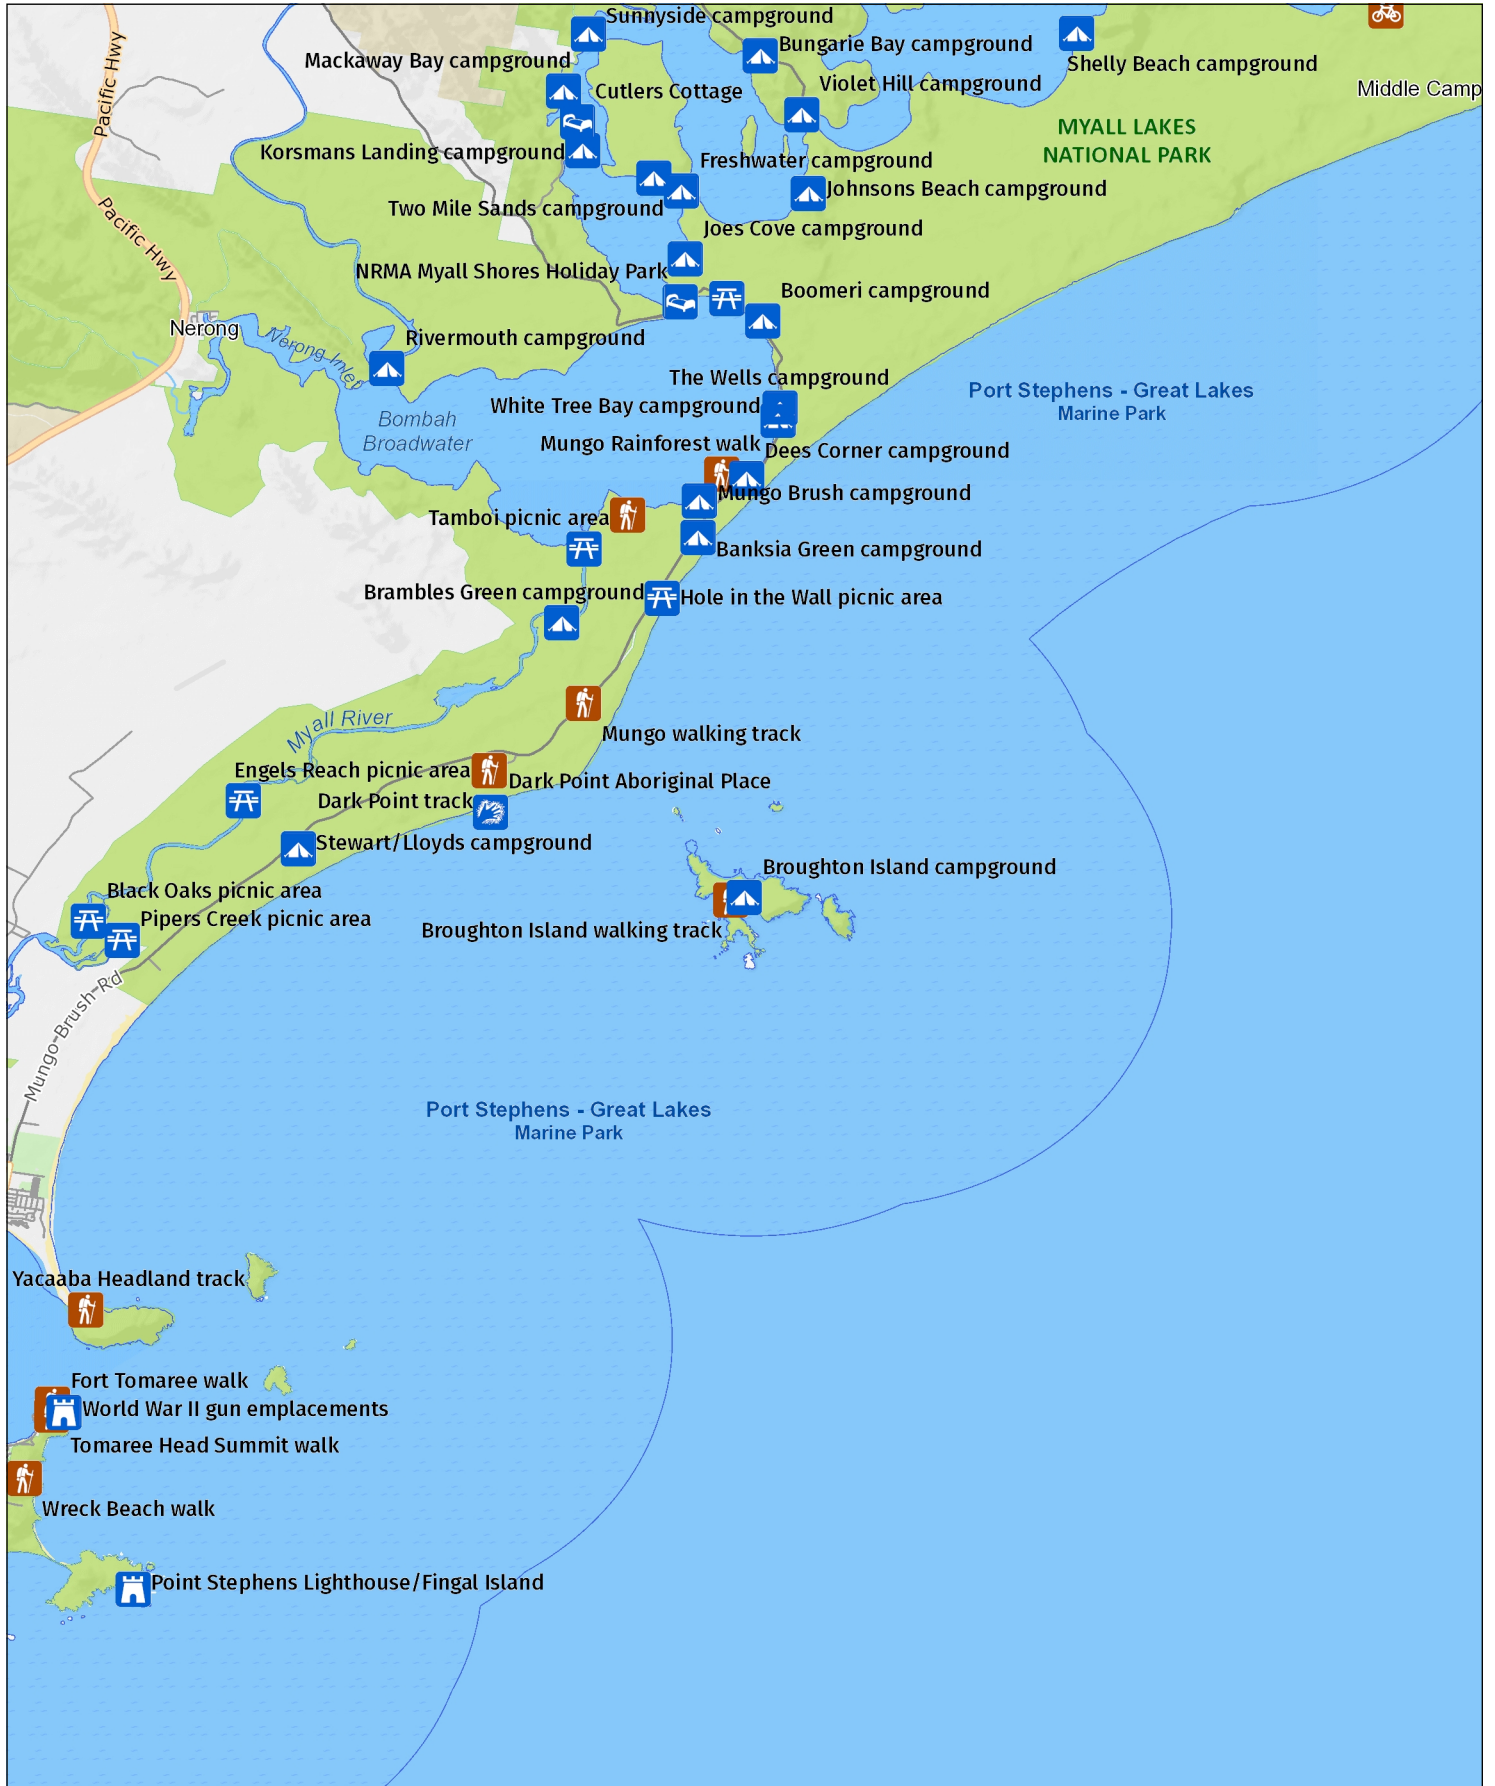 Sunnyside campground
Bungarie Bay campground
Mackaway Bay campground
Shelly Beach campground
Violet Hill campground
Cutlers Cottage
Middle Camp
Pacific Hwy
MYALL LAKES
NATIONAL PARK
Korsmans Landing campground
Freshwater campground
Johnsons Beach campground
Two Mile Sands campground
Pacific Hwy
Joes Cove campground
NRMA Myall Shores Holiday Park
Boomeri campground
Nerong
Nerong Inlet
Rivermouth campground
The Wells campground
Port Stephens - Great Lakes
Marine Park
White Tree Bay campground
Bombah
Broadwater
Mungo Rainforest walk
Dees Corner campground
Mungo Brush campground
Tamboi picnic area
Banksia Green campground
Brambles Green campground
Hole in the Wall picnic area
Myall River
Mungo walking track
Engels Reach picnic area
Dark Point Aboriginal Place
Dark Point track
Stewart/Lloyds campground
Broughton Island campground
Black Oaks picnic area
Pipers Creek picnic area
Broughton Island walking track
Mungo-Brush-Rd
Port Stephens - Great Lakes
Marine Park
Yacaaba Headland track
Fort Tomaree walk
World War II gun emplacements
Tomaree Head Summit walk
Wreck Beach walk
Point Stephens Lighthouse/Fingal Island